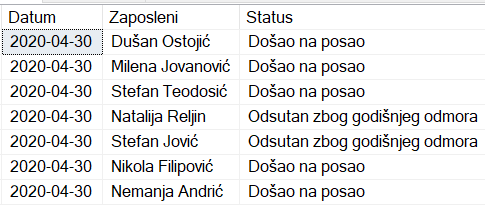 Datum Zaposleni Status
2020-04-30 Dušan Ostojić Došao na posao
2020-04-30 Milena Jovanović Došao na posao
2020-04-30 Stefan Teodosić Došao na posao
2020-04-30 Natalija Reljin Odsutan zbog godišnjeg odmora
2020-04-30 Stefan Jović Odsutan zbog godišnjeg odmora
2020-04-30 Nikola Filipović Došao na posao
2020-04-30 Nemanja Andrić Došao na posao